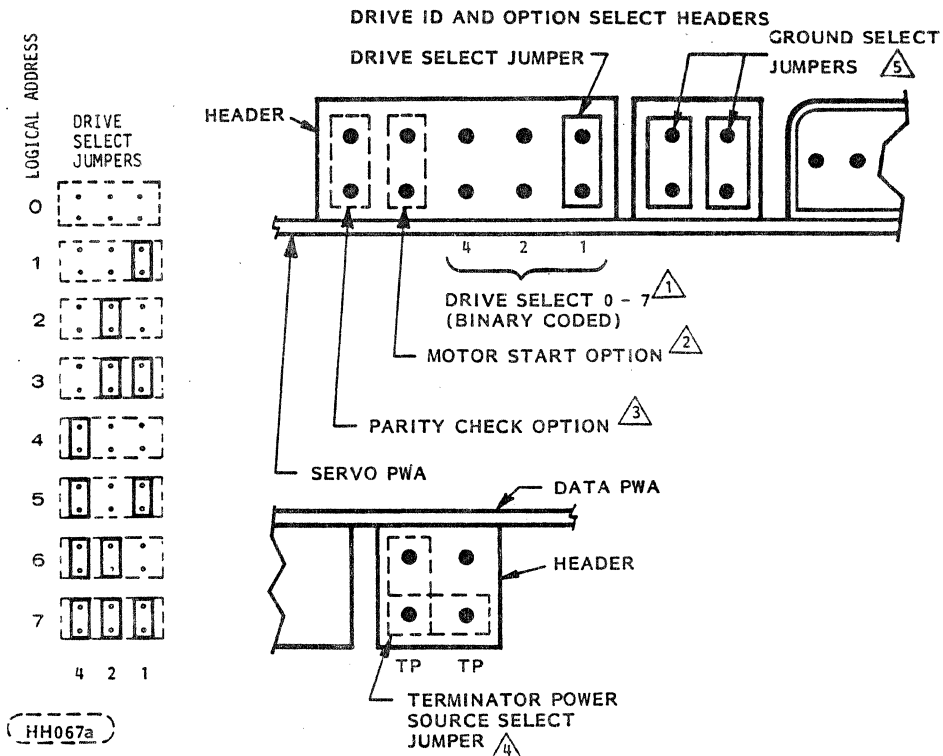 DRIVE ID AND OPTION SELECT HEADERS
DRIVE SELECT JUMPER
GROUND SELECT
JUMPERS 5
HEADER
LOGICAL ADDRESS
DRIVE
SELECT
JUMPERS
0
1
2
3
4
5
6
7
4 2 1
HH067a
4 2 1
DRIVE SELECT 0 - 7 1
(BINARY CODED)
MOTOR START OPTION 2
PARITY CHECK OPTION 3
SERVO PWA
DATA PWA
HEADER
TP TP
TERMINATOR POWER
SOURCE SELECT
JUMPER 4